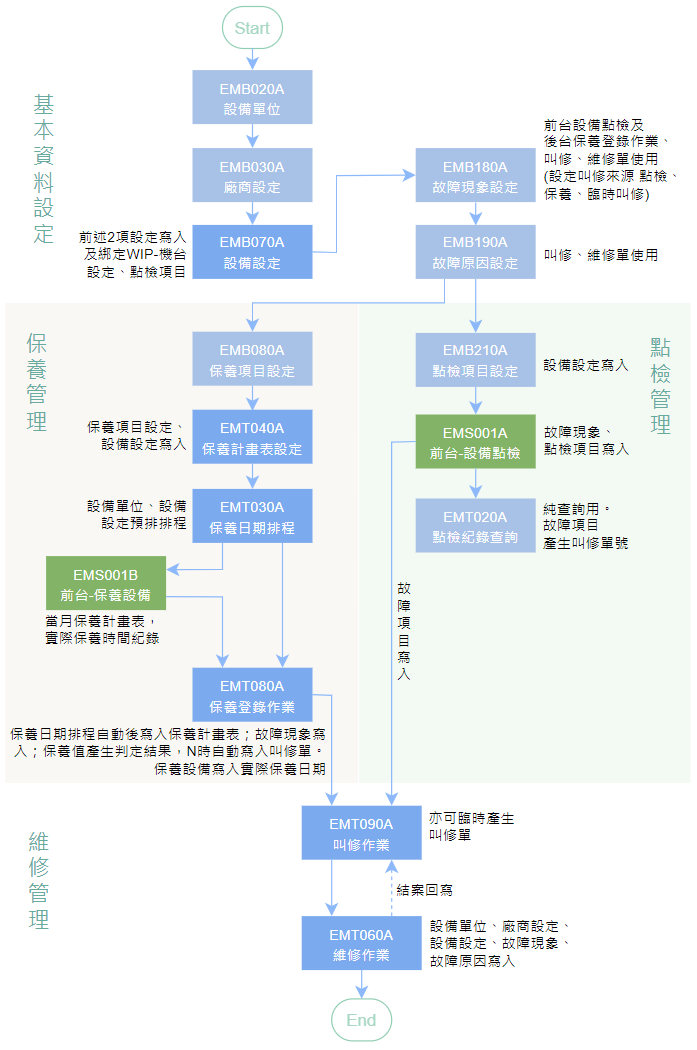 Start
基本資料設定
EMB020A
設備單位
EMB030A
廠商設定
前述2項設定寫入
及綁定WIP-機台
設定、點檢項目
EMB070A
設備設定
EMB180A
故障現象設定
前台設備點檢及
後台保養登錄作業、
叫修、維修單使用
(設定叫修來源 點檢、
保養、臨時叫修)
EMB190A
故障原因設定
叫修、維修單使用
保養管理
EMB080A
保養項目設定
保養項目設定、
設備設定寫入
EMT040A
保養計畫表設定
設備單位、設備
設定預排排程
EMT030A
保養日期排程
EMS001B
前台-保養設備
當月保養計畫表，
實際保養時間紀錄
EMT080A
保養登錄作業
保養日期排程自動後寫入保養計畫表；故障現象寫
入；保養值產生判定結果，N時自動寫入叫修單。
保養設備寫入實際保養日期
點檢管理
EMB210A
點檢項目設定
設備設定寫入
EMS001A
前台-設備點檢
故障現象、
點檢項目寫入
EMT020A
點檢紀錄查詢
純查詢用。
故障項目
產生叫修單號
故障項目寫入
維修管理
EMT090A
叫修作業
亦可臨時產生
叫修單
結案回寫
EMT060A
維修作業
設備單位、廠商設定、
設備設定、故障現象、
故障原因寫入
End